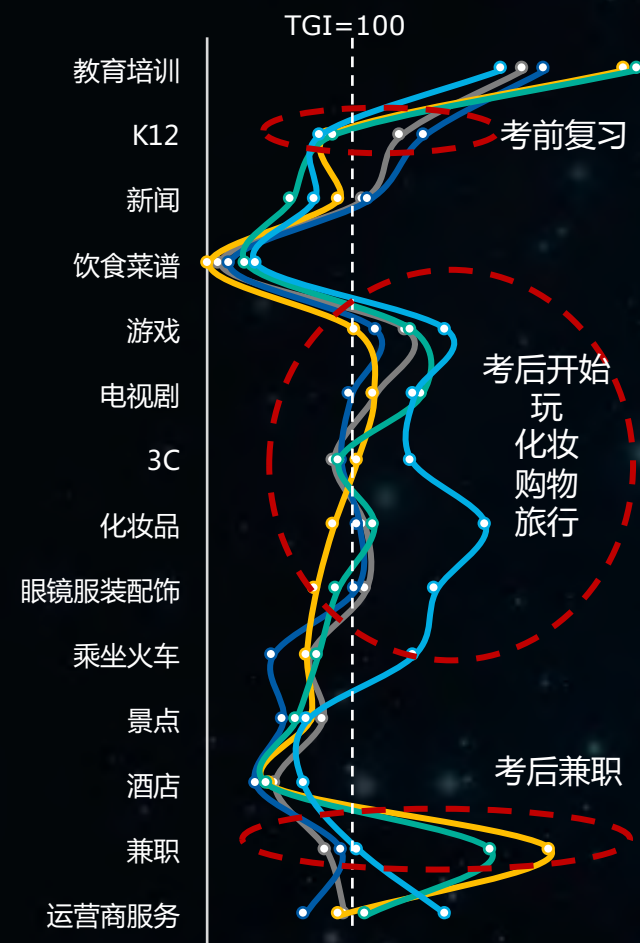 TGI=100
教育培训
K12
考前复习
新闻
饮食菜谱
游戏
电视剧
考后开始
玩
化妆
购物
旅行
3C
化妆品
眼镜服装配饰
乘坐火车
景点
酒店
考后兼职
兼职
运营商服务